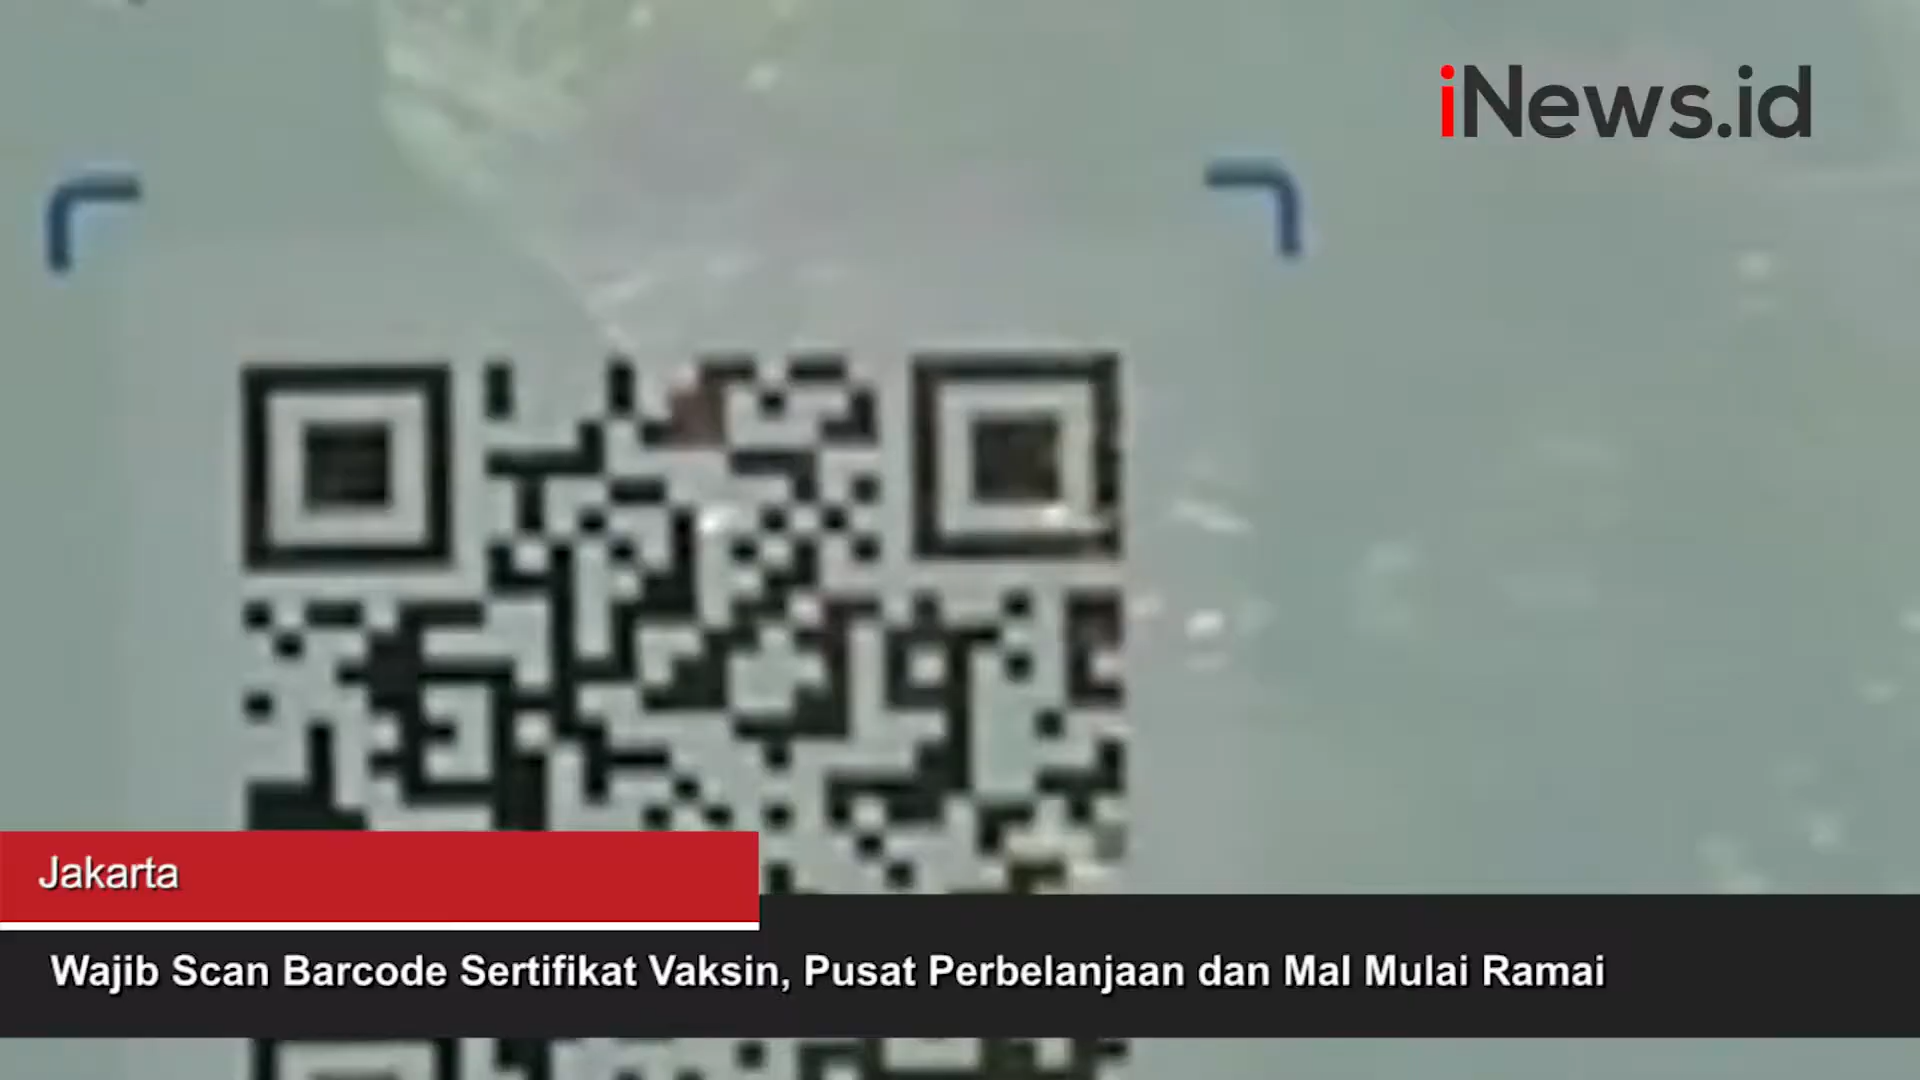 iNews.id
Jakarta
Wajib Scan Barcode Sertifikat Vaksin, Pusat Perbelanjaan dan Mal Mulai Ramai